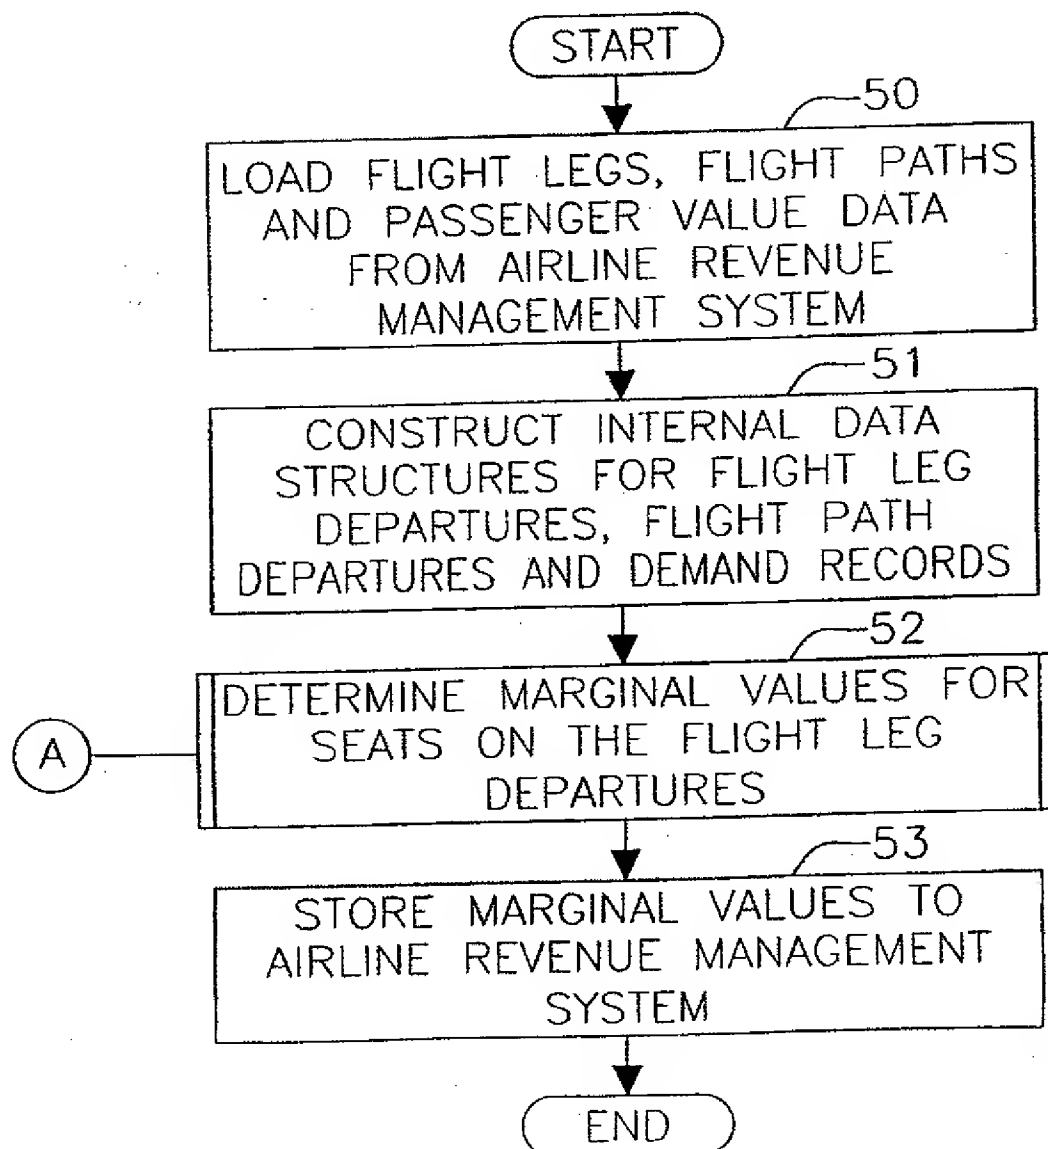 START
50
LOAD FLIGHT LEGS, FLIGHT PATHS
AND PASSENGER VALUE DATA
FROM AIRLINE REVENUE
MANAGEMENT SYSTEM
51
CONSTRUCT INTERNAL DATA
STRUCTURES FOR FLIGHT LEG
DEPARTURES, FLIGHT PATH
DEPARTURES AND DEMAND RECORDS
52
DETERMINE MARGINAL VALUES FOR
SEATS ON THE FLIGHT LEG
DEPARTURES
A
53
STORE MARGINAL VALUES TO
AIRLINE REVENUE MANAGEMENT
SYSTEM
END